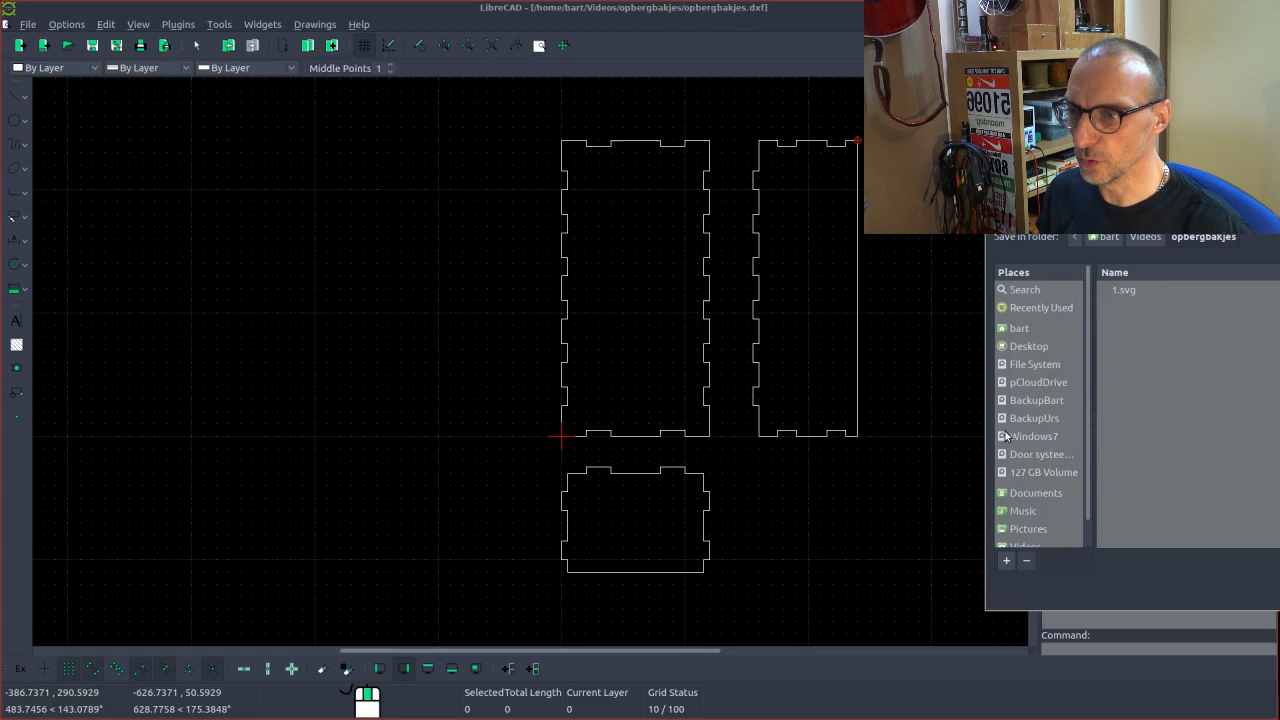 LibreCAD - [/home/bart/Videos/opbergbakjes/opbergbakjes.dxf]
File Options Edit View Plugins Tools Widgets Drawings Help
By Layer By Layer By Layer Middle Points 1
Save in folder: bart Videos opbergbakjes
Places Name
Search 1.svg
Recently Used
bart
Desktop
File System
pCloudDrive
BackupBart
BackupUrs
Windows7
Door systee...
127 GB Volume
Documents
Music
Pictures
Videos
Command:
Ex
-386.7371 , 290.5929 -626.7371 , 50.5929 Selected Total Length Current Layer Grid Status
483.7456 < 143.0789° 628.7758 < 175.3848° 0 0 0 10 / 100